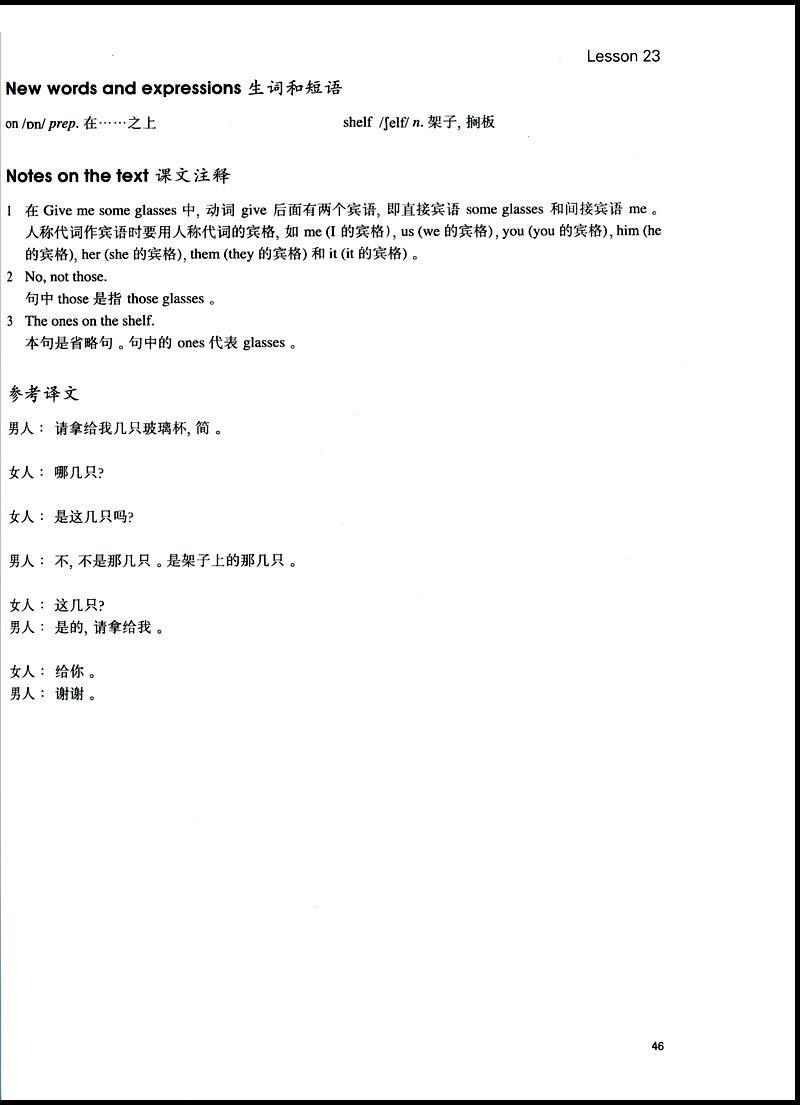 Lesson 23
New words and expressions 生词和短语
on /ɒn/ prep. 在……之上 shelf /ʃelf/ n. 架子, 搁板
Notes on the text 课文注释
1 在 Give me some glasses 中, 动词 give 后面有两个宾语, 即直接宾语 some glasses 和间接宾语 me 。
人称代词作宾语时要用人称代词的宾格, 如 me (I 的宾格), us (we 的宾格), you (you 的宾格), him (he
的宾格), her (she 的宾格), them (they 的宾格) 和 it (it 的宾格) 。
2 No, not those.
句中 those 是指 those glasses 。
3 The ones on the shelf.
本句是省略句 。句中的 ones 代表 glasses 。
参考译文
男人： 请拿给我几只玻璃杯, 简 。
女人： 哪几只?
女人： 是这几只吗?
男人： 不, 不是那几只 。是架子上的那几只 。
女人： 这几只?
男人： 是的, 请拿给我 。
女人： 给你 。
男人： 谢谢 。
46